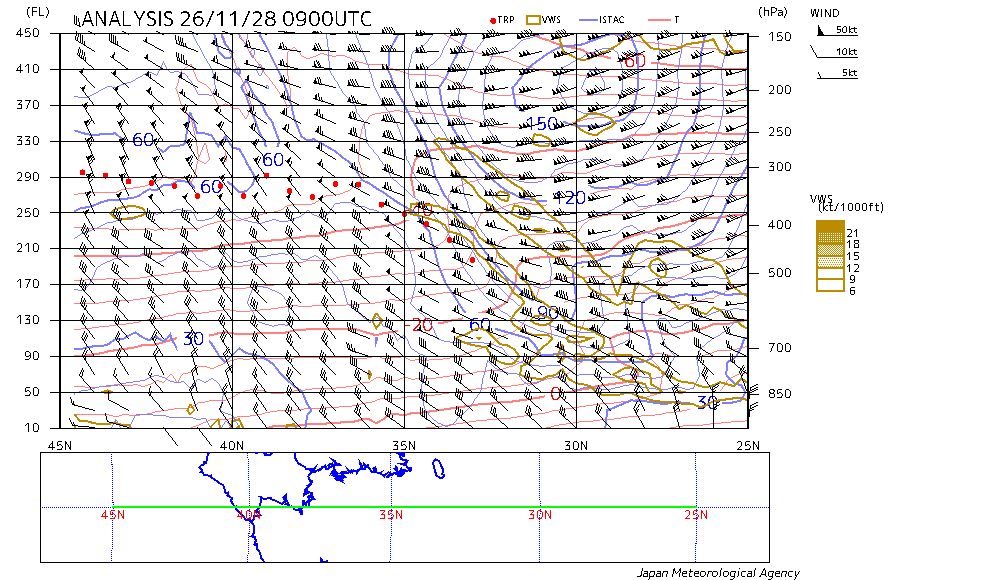 (FL) ANALYSIS 26/11/28 0900UTC TRP VWS ISTAC T (hPa) WIND
450 150 50kt
10kt
-60
410
5kt
200
370
150
250
330 60
60 300
290
60 120
VWS
(kt/1000ft)
250
400
21
210 18
15
500 12
170 9
6
90
130 -20 60
30
90 700
0
50 850
30
10
45N 40N 35N 30N 25N
45N 40N 35N 30N 25N
Japan Meteorological Agency